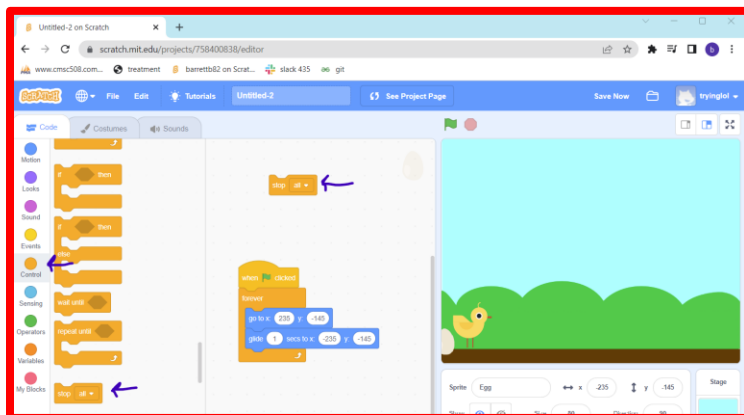 Untitled-2 on Scratch
scratch.mit.edu/projects/758400838/editor
www.cmsc508.com... treatment barrettb82 on Scrat... slack 435 git
SCRATCH File Edit Tutorials Untitled-2 See Project Page Save Now tryinglol
Code Costumes Sounds
Motion
Looks
Sound
Events
Control
Sensing
Operators
Variables
My Blocks
if then
if then
else
wait until
repeat until
stop all
stop all
when clicked
forever
go to x: 235 y: -145
glide 1 secs to x: -235 y: -145
Sprite Egg x -235 y -145
Stage